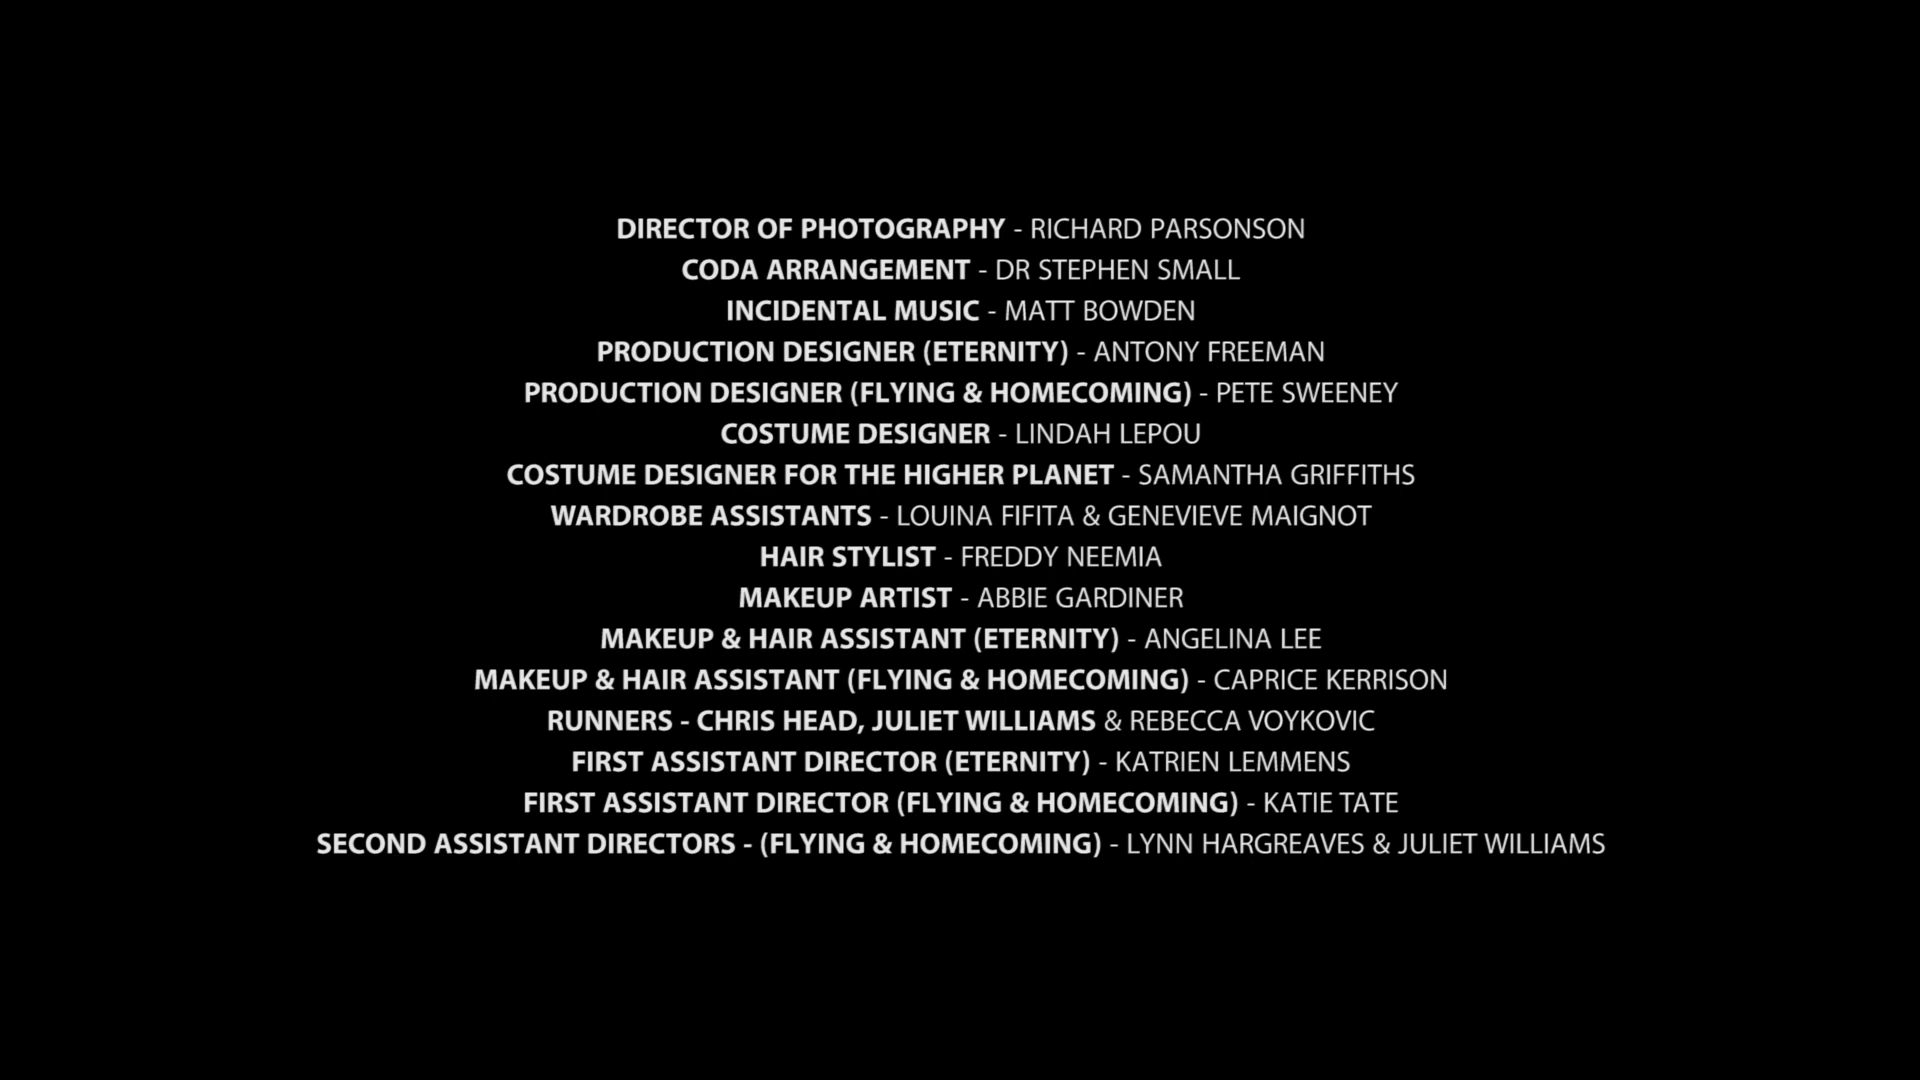 DIRECTOR OF PHOTOGRAPHY - RICHARD PARSONSON
CODA ARRANGEMENT - DR STEPHEN SMALL
INCIDENTAL MUSIC - MATT BOWDEN
PRODUCTION DESIGNER (ETERNITY) - ANTONY FREEMAN
PRODUCTION DESIGNER (FLYING & HOMECOMING) - PETE SWEENEY
COSTUME DESIGNER - LINDAH LEPOU
COSTUME DESIGNER FOR THE HIGHER PLANET - SAMANTHA GRIFFITHS
WARDROBE ASSISTANTS - LOUINA FIFITA & GENEVIEVE MAIGNOT
HAIR STYLIST - FREDDY NEEMIA
MAKEUP ARTIST - ABBIE GARDINER
MAKEUP & HAIR ASSISTANT (ETERNITY) - ANGELINA LEE
MAKEUP & HAIR ASSISTANT (FLYING & HOMECOMING) - CAPRICE KERRISON
RUNNERS - CHRIS HEAD, JULIET WILLIAMS & REBECCA VOYKOVIC
FIRST ASSISTANT DIRECTOR (ETERNITY) - KATRIEN LEMMENS
FIRST ASSISTANT DIRECTOR (FLYING & HOMECOMING) - KATIE TATE
SECOND ASSISTANT DIRECTORS - (FLYING & HOMECOMING) - LYNN HARGREAVES & JULIET WILLIAMS